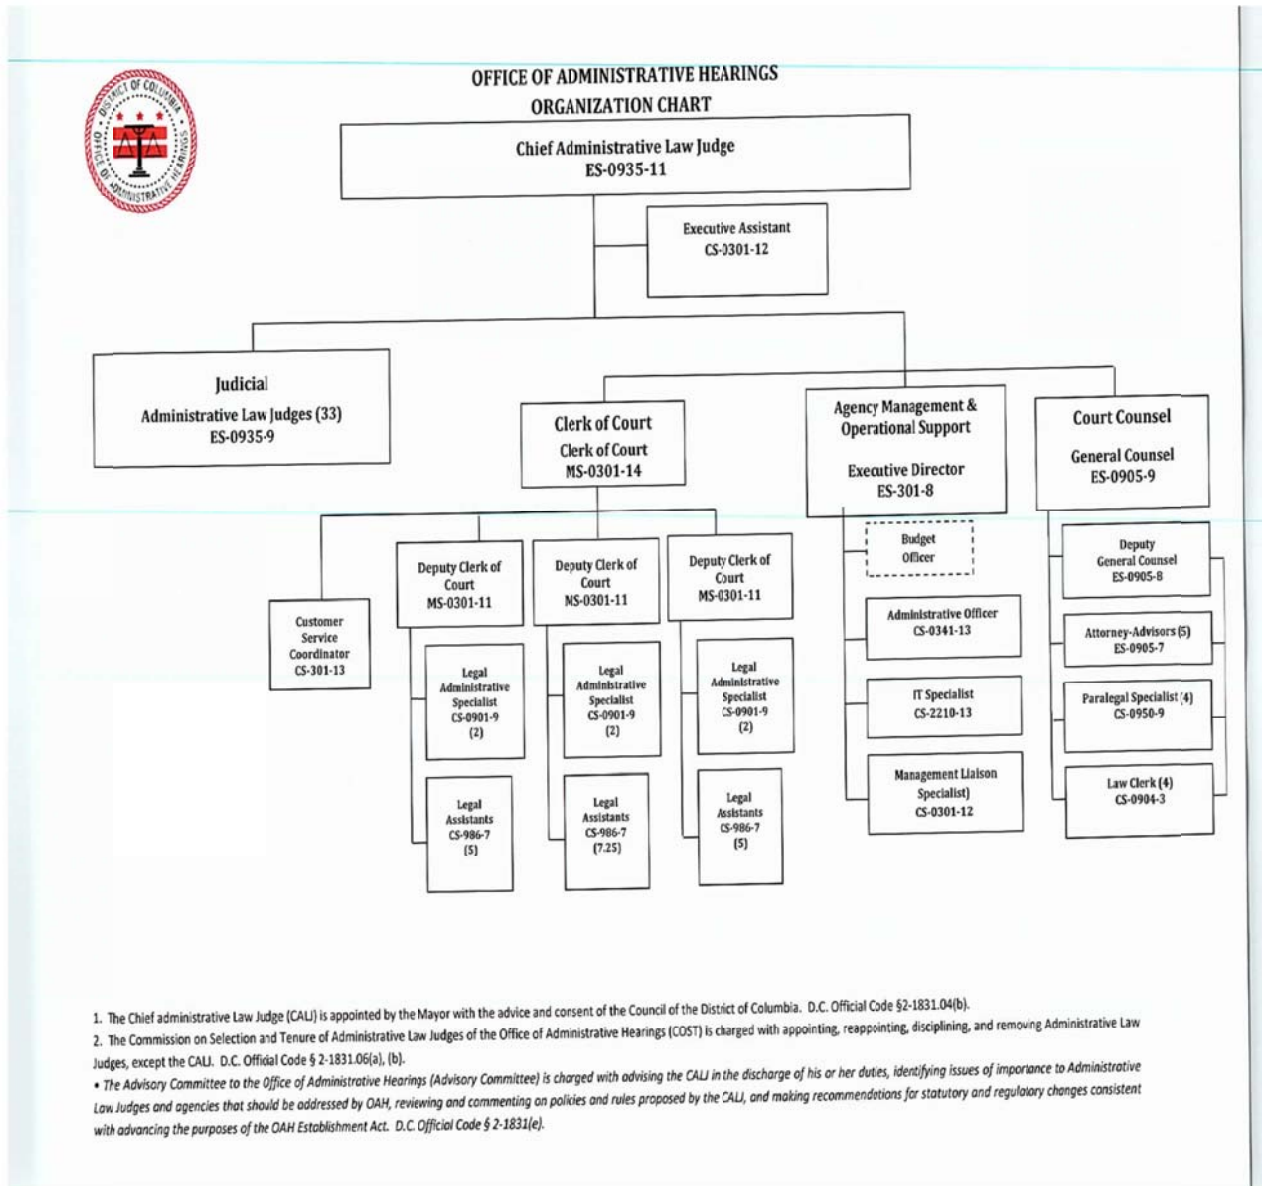 OFFICE OF ADMINISTRATIVE HEARINGS
ORGANIZATION CHART
DISTRICT OF COLUMBIA
OFFICE OF ADMINISTRATIVE HEARINGS
Chief Administrative Law Judge
ES-0935-11
Executive Assistant
CS-0301-12
Judicial
Administrative Law Judges (33)
ES-0935-9
Clerk of Court
Clerk of Court
MS-0301-14
Agency Management &
Operational Support
Executive Director
ES-301-8
Court Counsel
General Counsel
ES-0905-9
Customer
Service
Coordinator
CS-301-13
Deputy Clerk of
Court
MS-0301-11
Legal
Administrative
Specialist
CS-0901-9
(2)
Legal
Assistants
CS-986-7
(5)
Deputy Clerk of
Court
MS-0301-11
Legal
Administrative
Specialist
CS-0901-9
(2)
Legal
Assistants
CS-986-7
(7.25)
Deputy Clerk of
Court
MS-0301-11
Legal
Administrative
Specialist
CS-0901-9
(2)
Legal
Assistants
CS-986-7
(5)
Budget
Officer
Administrative Officer
CS-0341-13
IT Specialist
CS-2210-13
Management Liaison
Specialist)
CS-0301-12
Deputy
General Counsel
ES-0905-8
Attorney-Advisors (5)
ES-0905-7
Paralegal Specialist (4)
CS-0950-9
Law Clerk (4)
CS-0904-3
1. The Chief administrative Law Judge (CALJ) is appointed by the Mayor with the advice and consent of the Council of the District of Columbia. D.C. Official Code §2-1831.04(b).
2. The Commission on Selection and Tenure of Administrative Law Judges of the Office of Administrative Hearings (COST) is charged with appointing, reappointing, disciplining, and removing Administrative Law
Judges, except the CALJ. D.C. Official Code § 2-1831.06(a), (b).
• The Advisory Committee to the Office of Administrative Hearings (Advisory Committee) is charged with advising the CALJ in the discharge of his or her duties, identifying issues of importance to Administrative
Law Judges and agencies that should be addressed by OAH, reviewing and commenting on policies and rules proposed by the CALJ, and making recommendations for statutory and regulatory changes consistent
with advancing the purposes of the OAH Establishment Act. D.C. Official Code § 2-1831(e).